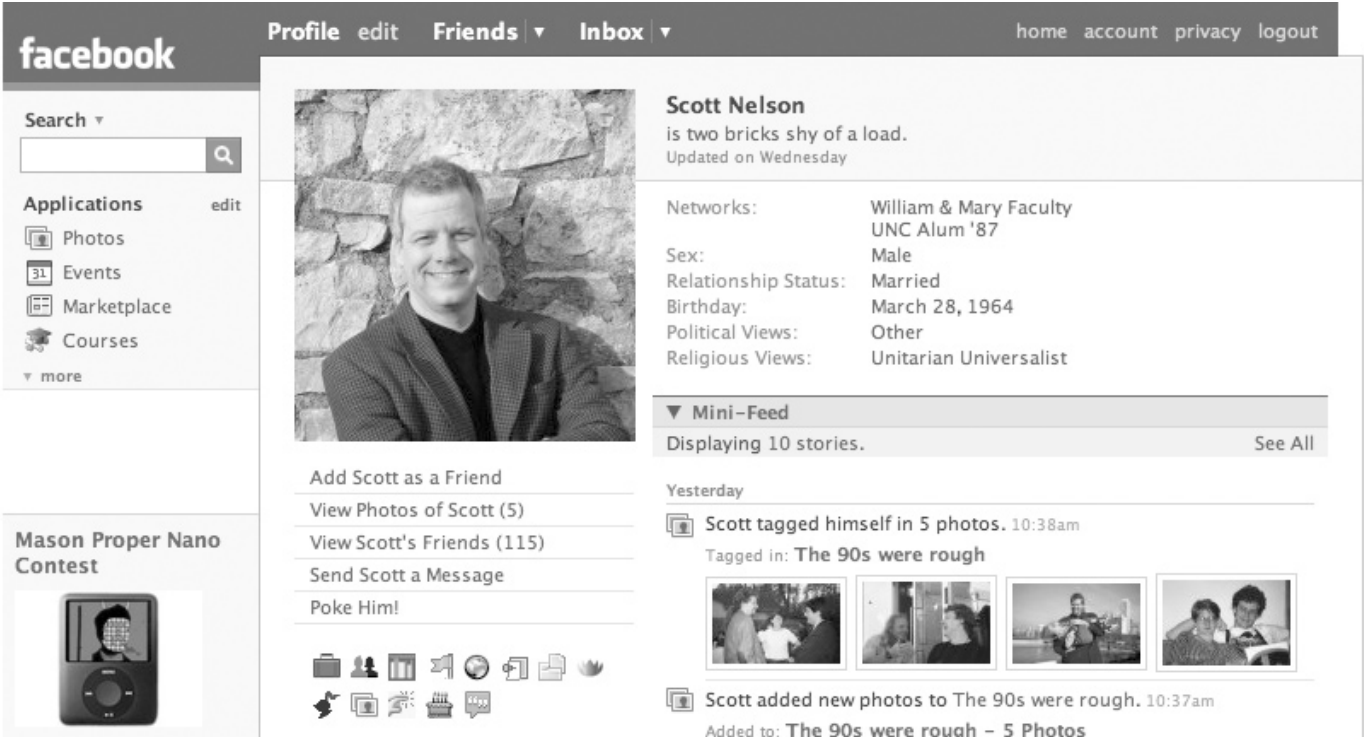 facebook
Profile edit Friends Inbox
home account privacy logout
Search
Applications edit
Photos
31 Events
Marketplace
Courses
more
Mason Proper Nano
Contest
Add Scott as a Friend
View Photos of Scott (5)
View Scott's Friends (115)
Send Scott a Message
Poke Him!
Scott Nelson
is two bricks shy of a load.
Updated on Wednesday
Networks: William & Mary Faculty
UNC Alum '87
Sex: Male
Relationship Status: Married
Birthday: March 28, 1964
Political Views: Other
Religious Views: Unitarian Universalist
Mini-Feed
Displaying 10 stories. See All
Yesterday
Scott tagged himself in 5 photos. 10:38am
Tagged in: The 90s were rough
Scott added new photos to The 90s were rough. 10:37am
Added to: The 90s were rough - 5 Photos